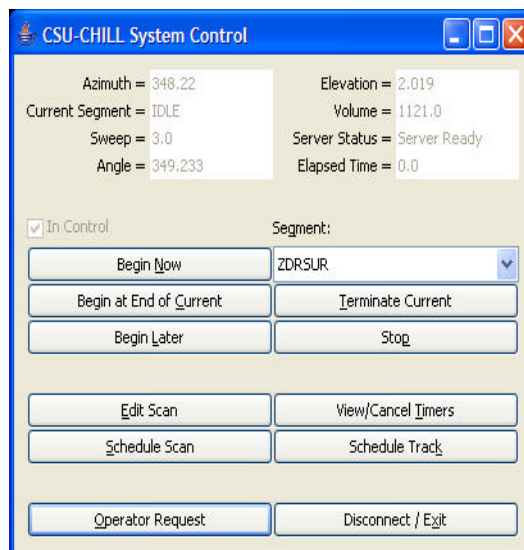 CSU-CHILL System Control
Azimuth = 348.22 Elevation = 2.019
Current Segment = IDLE Volume = 1121.0
Sweep = 3.0 Server Status = Server Ready
Angle = 349.233 Elapsed Time = 0.0
In Control Segment:
Begin Now ZDRSUR
Begin at End of Current Terminate Current
Begin Later Stop
Edit Scan View/Cancel Timers
Schedule Scan Schedule Track
Operator Request Disconnect / Exit